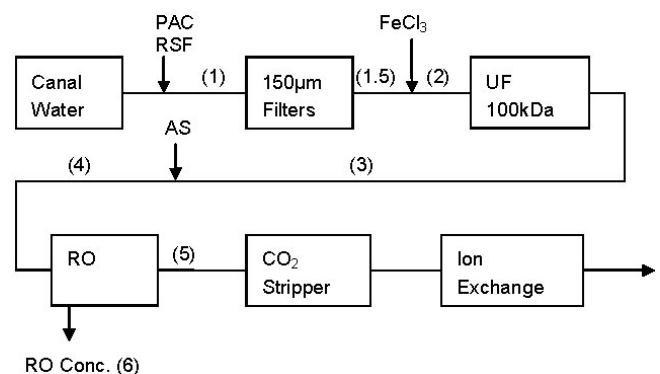 PAC
RSF
FeCl₃
Canal
Water
(1)
150µm
Filters
(1.5)
(2)
UF
100kDa
AS
(4)
(3)
RO
(5)
CO₂
Stripper
Ion
Exchange
RO Conc. (6)